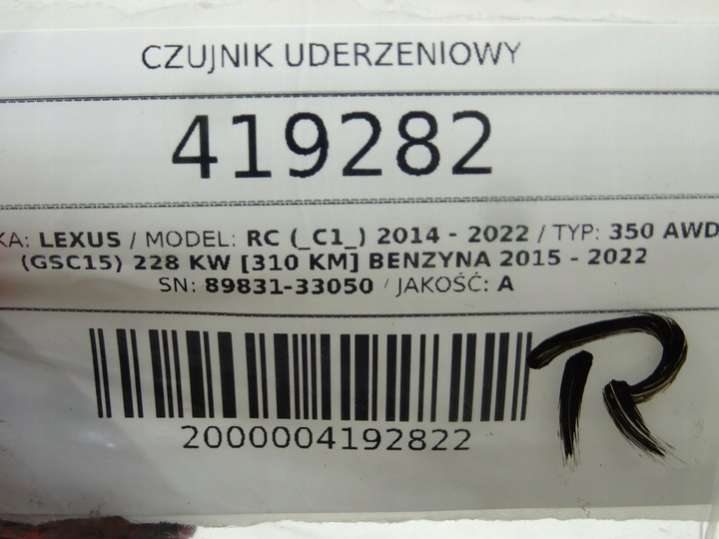 CZUJNIK UDERZENIOWY
419282
KA: LEXUS / MODEL: RC (_C1_) 2014 - 2022 / TYP: 350 AWD
(GSC15) 228 KW [310 KM] BENZYNA 2015 - 2022
SN: 89831-33050 / JAKOŚĆ: A
R
2000004192822